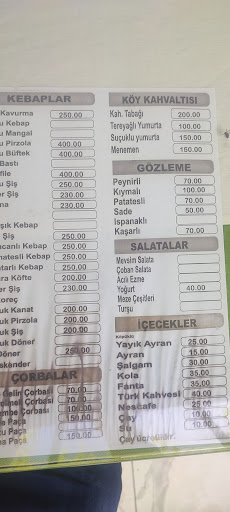 KEBAPLAR
Kavurma 250.00
Kebap
Mangal
Pirzola 400.00
Büftek 400.00
Bastı
file 400.00
Şiş 250.00
Şiş 230.00
230.00
Kebap
Şiş 250.00
Kebap 250.00
Kebap 250.00
Kebap 250.00
Köfte 200.00
Şiş 230.00
Kanat 200.00
Pirzola 200.00
Şiş 200.00
Döner
Döner 250.00
ÇORBALAR
Çorbası 70.00
Çorbası 70.00
Çorbası 100.00
Paça 150.00
Paça
Paça 150.00
KÖY KAHVALTISI
Kah. Tabağı 200.00
Tereyağlı Yumurta 100.00
Suçuklu yumurta 150.00
Menemen 150.00
GÖZLEME
Peynirli 70.00
Kıymalı 100.00
Patatesli 70.00
Sade 50.00
Ispanaklı
Kaşarlı 70.00
SALATALAR
Mevsim Salata
Çoban Salata
Acılı Ezme
Yoğurt 40.00
Meze Çeşitleri
Turşu
İÇECEKLER
Yayık Ayran 25.00
Ayran 15.00
Şalgam 30.00
Kola 35.00
Fanta 35.00
Türk Kahvesi 40.00
Nescafe 25.00
Çay 10.00
Su 10.00
Çay ücretsizdir.